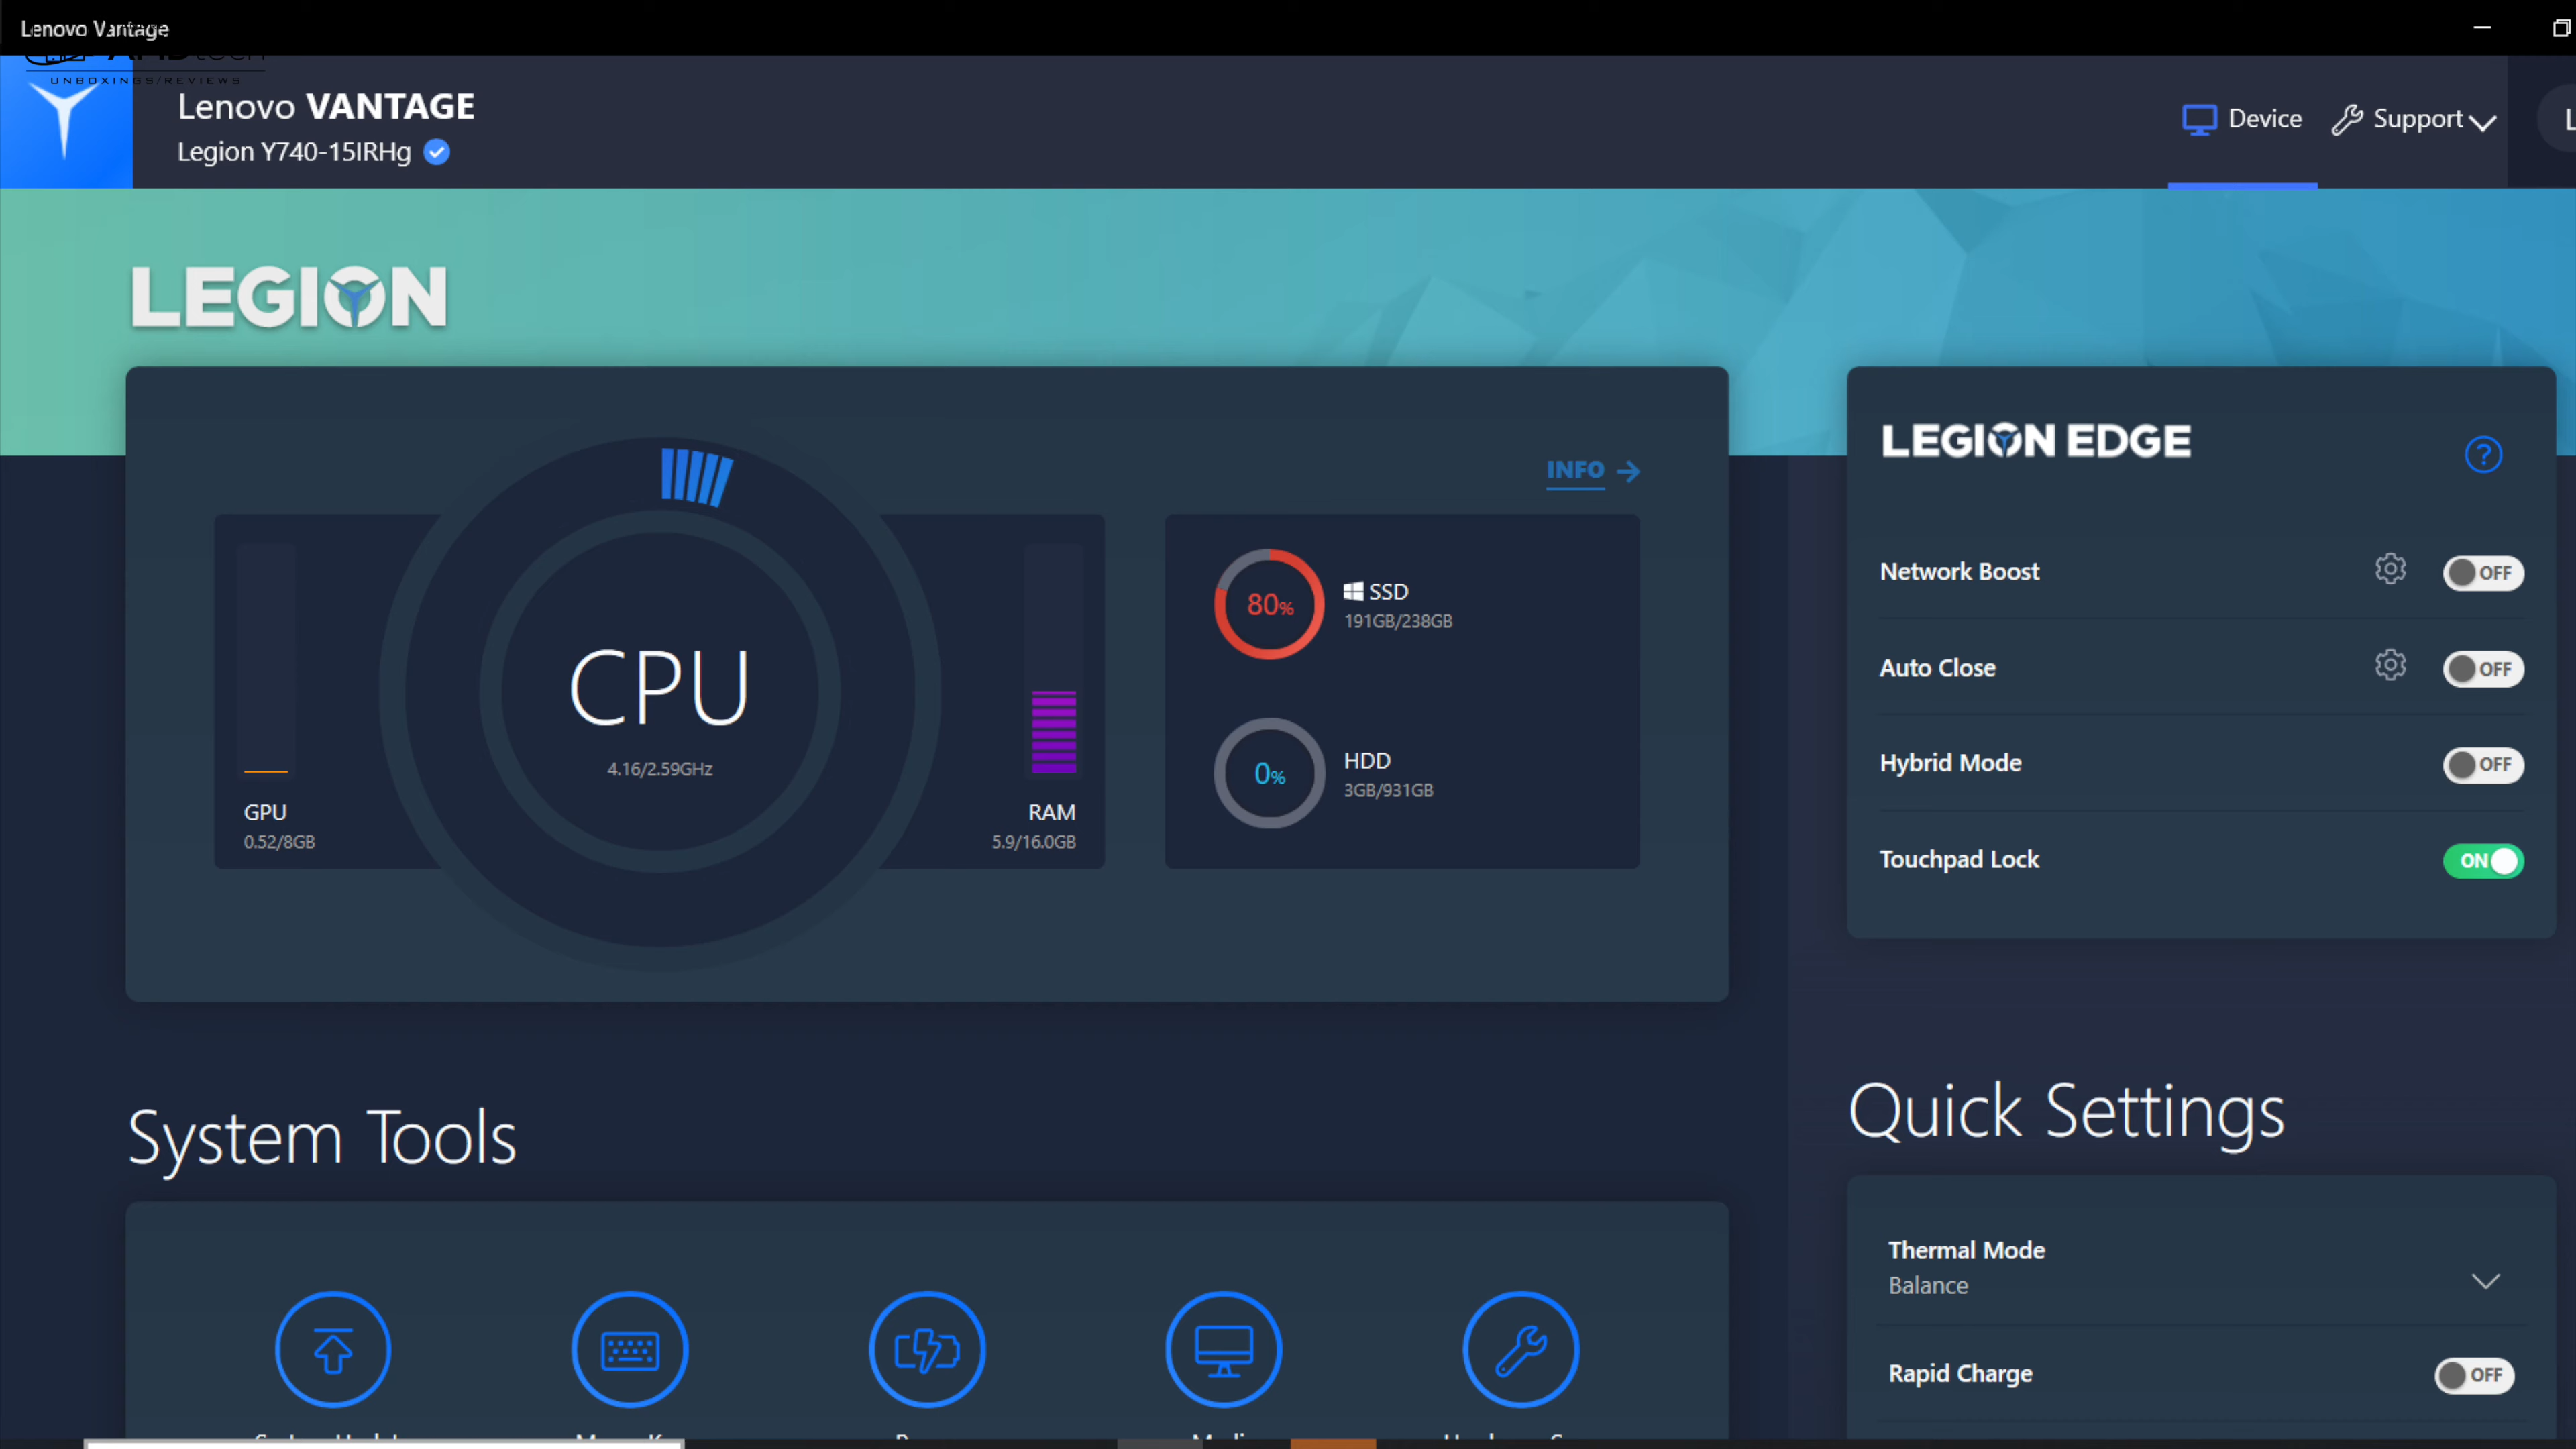 Lenovo Vantage
UNBOXINGS/REVIEWS
Lenovo VANTAGE
Legion Y740-15IRHg
Device
Support
L
LEGION
INFO
CPU
4.16/2.59GHz
GPU
0.52/8GB
RAM
5.9/16.0GB
80%
SSD
191GB/238GB
0%
HDD
3GB/931GB
LEGION EDGE
?
Network Boost
OFF
Auto Close
OFF
Hybrid Mode
OFF
Touchpad Lock
ON
System Tools
Quick Settings
Thermal Mode
Balance
Rapid Charge
OFF